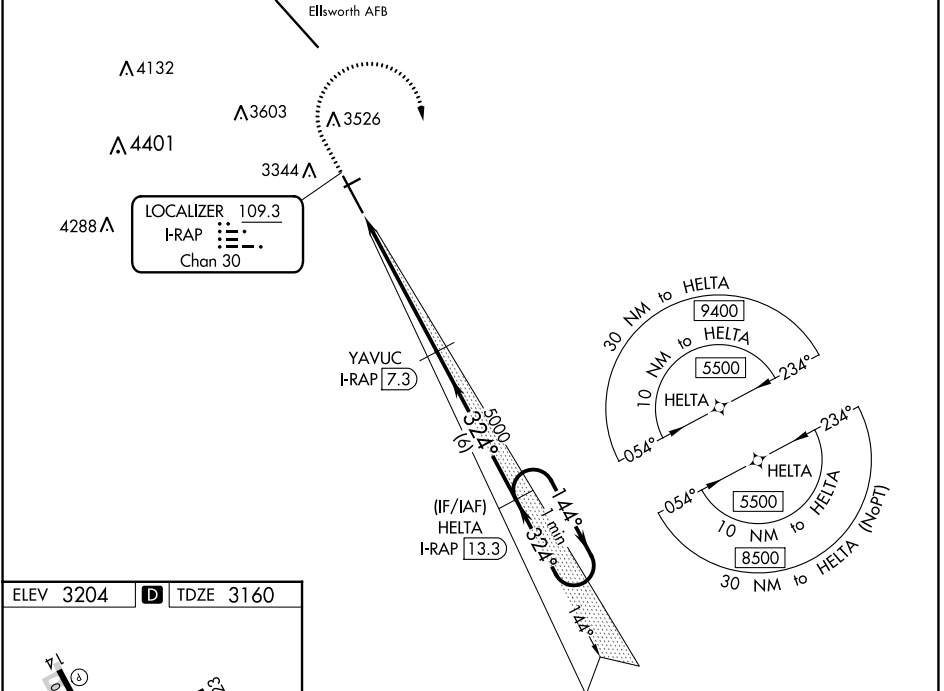 Ellsworth AFB
4132
3603
3526
4401
3344
4288
LOCALIZER 109.3
I-RAP
Chan 30
YAVUC
I-RAP 7.3
5000
324°
(6)
(IF/IAF)
HELTA
I-RAP 13.3
144°
1 min
324°
144°
30 NM to HELTA
9400
10 NM to HELTA
5500
234°
HELTA
054°
234°
HELTA
054°
5500
10 NM to HELTA
8500
30 NM to HELTA (NoPT)
ELEV 3204 D TDZE 3160
14
P
23